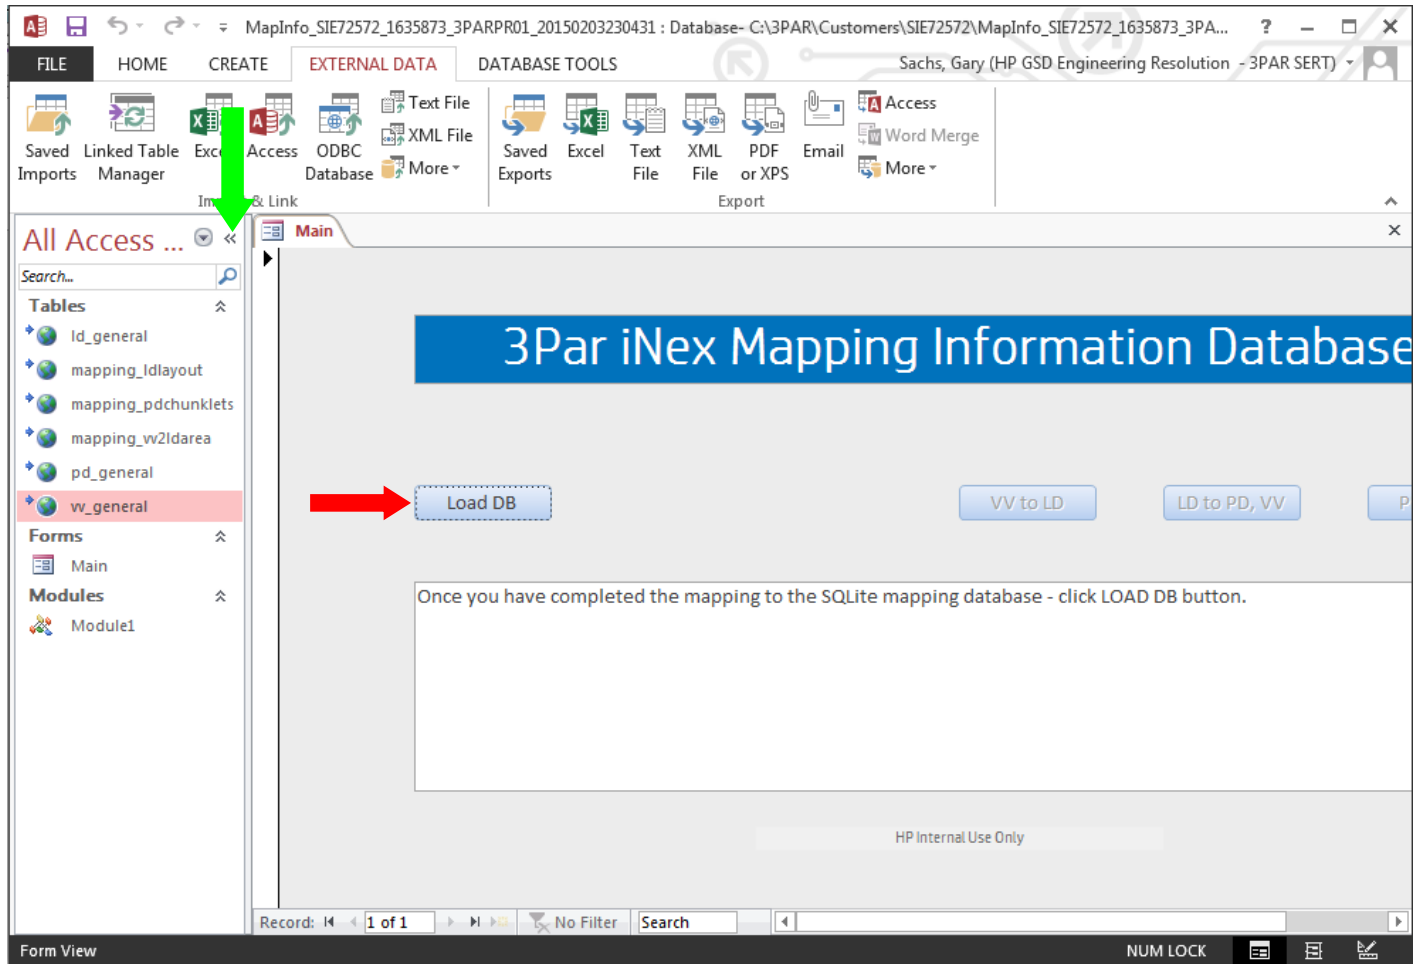 MapInfo_SIE72572_1635873_3PARPR01_20150203230431 : Database- C:\3PAR\Customers\SIE72572\MapInfo_SIE72572_1635873_3PA...
FILE HOME CREATE EXTERNAL DATA DATABASE TOOLS Sachs, Gary (HP GSD Engineering Resolution - 3PAR SERT)
Saved Imports
Linked Table Manager
Access
ODBC Database
Text File
XML File
More
Saved Exports
Excel
Text File
XML File
PDF or XPS
Email
Access
Word Merge
More
& Link
Export
All Access ...
Search...
Tables
ld_general
mapping_ldlayout
mapping_pdchunklets
mapping_vv2ldarea
pd_general
vv_general
Forms
Main
Modules
Module1
Main
3Par iNex Mapping Information Database
Load DB
VV to LD
LD to PD, VV
P
Once you have completed the mapping to the SQLite mapping database - click LOAD DB button.
HP Internal Use Only
Record: 1 of 1 No Filter Search
Form View NUM LOCK